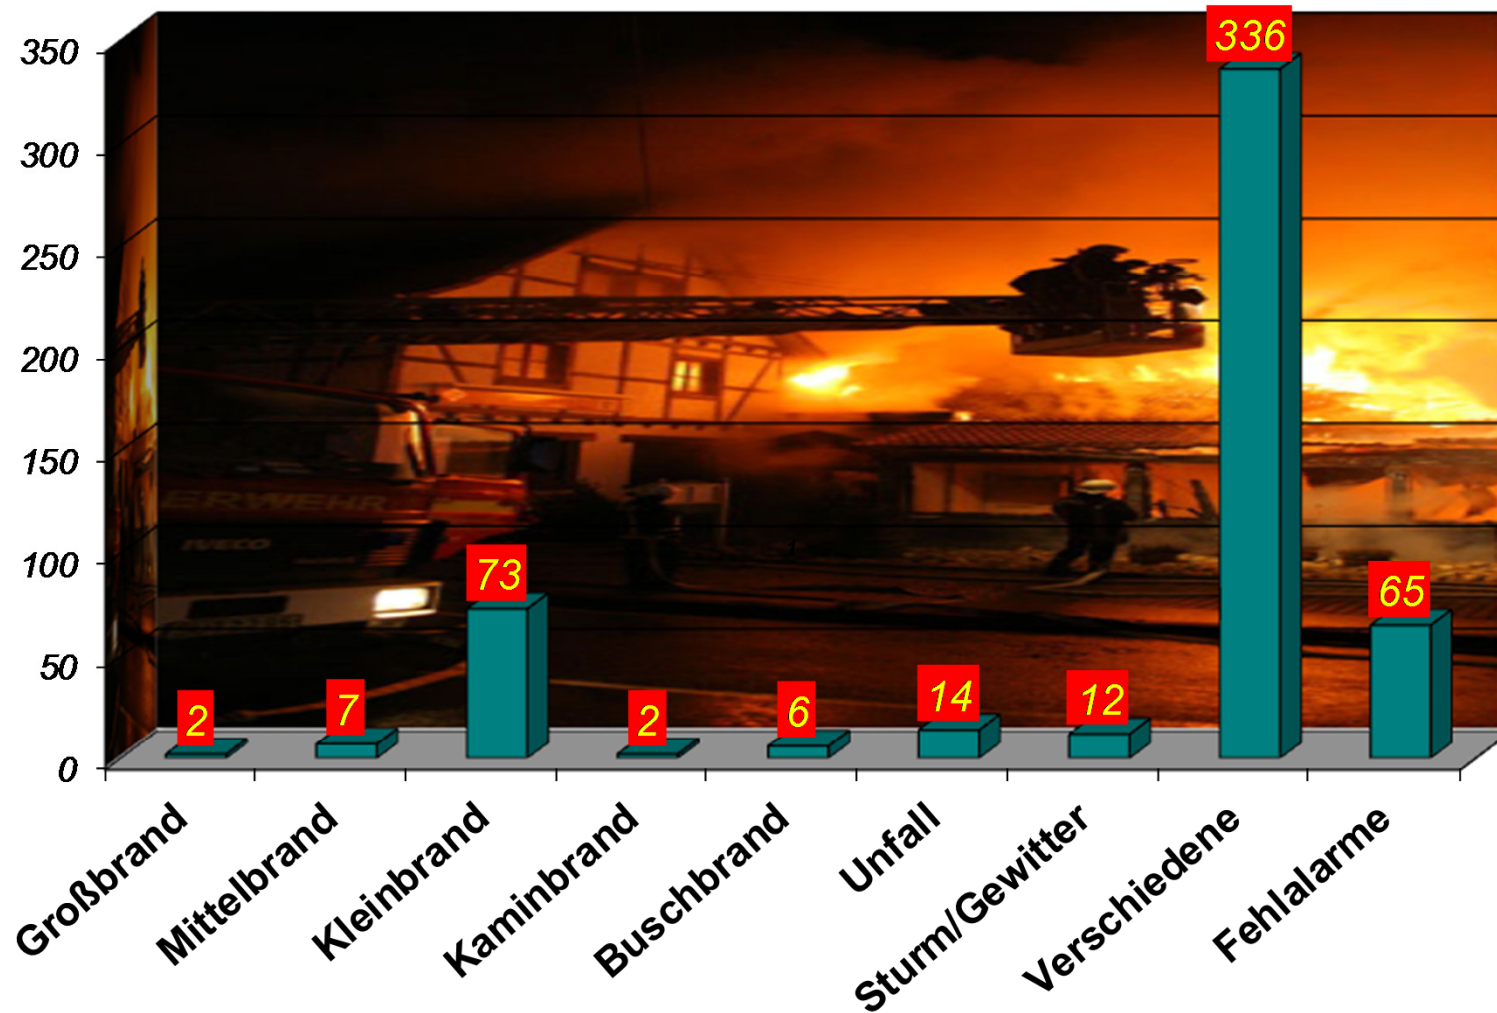 350
300
250
200
150
100
50
0
2
7
73
2
6
14
12
336
65
Großbrand
Mittelbrand
Kleinbrand
Kaminbrand
Buschbrand
Unfall
Sturm/Gewitter
Verschiedene
Fehlalarme
ERWEHR
IVECO